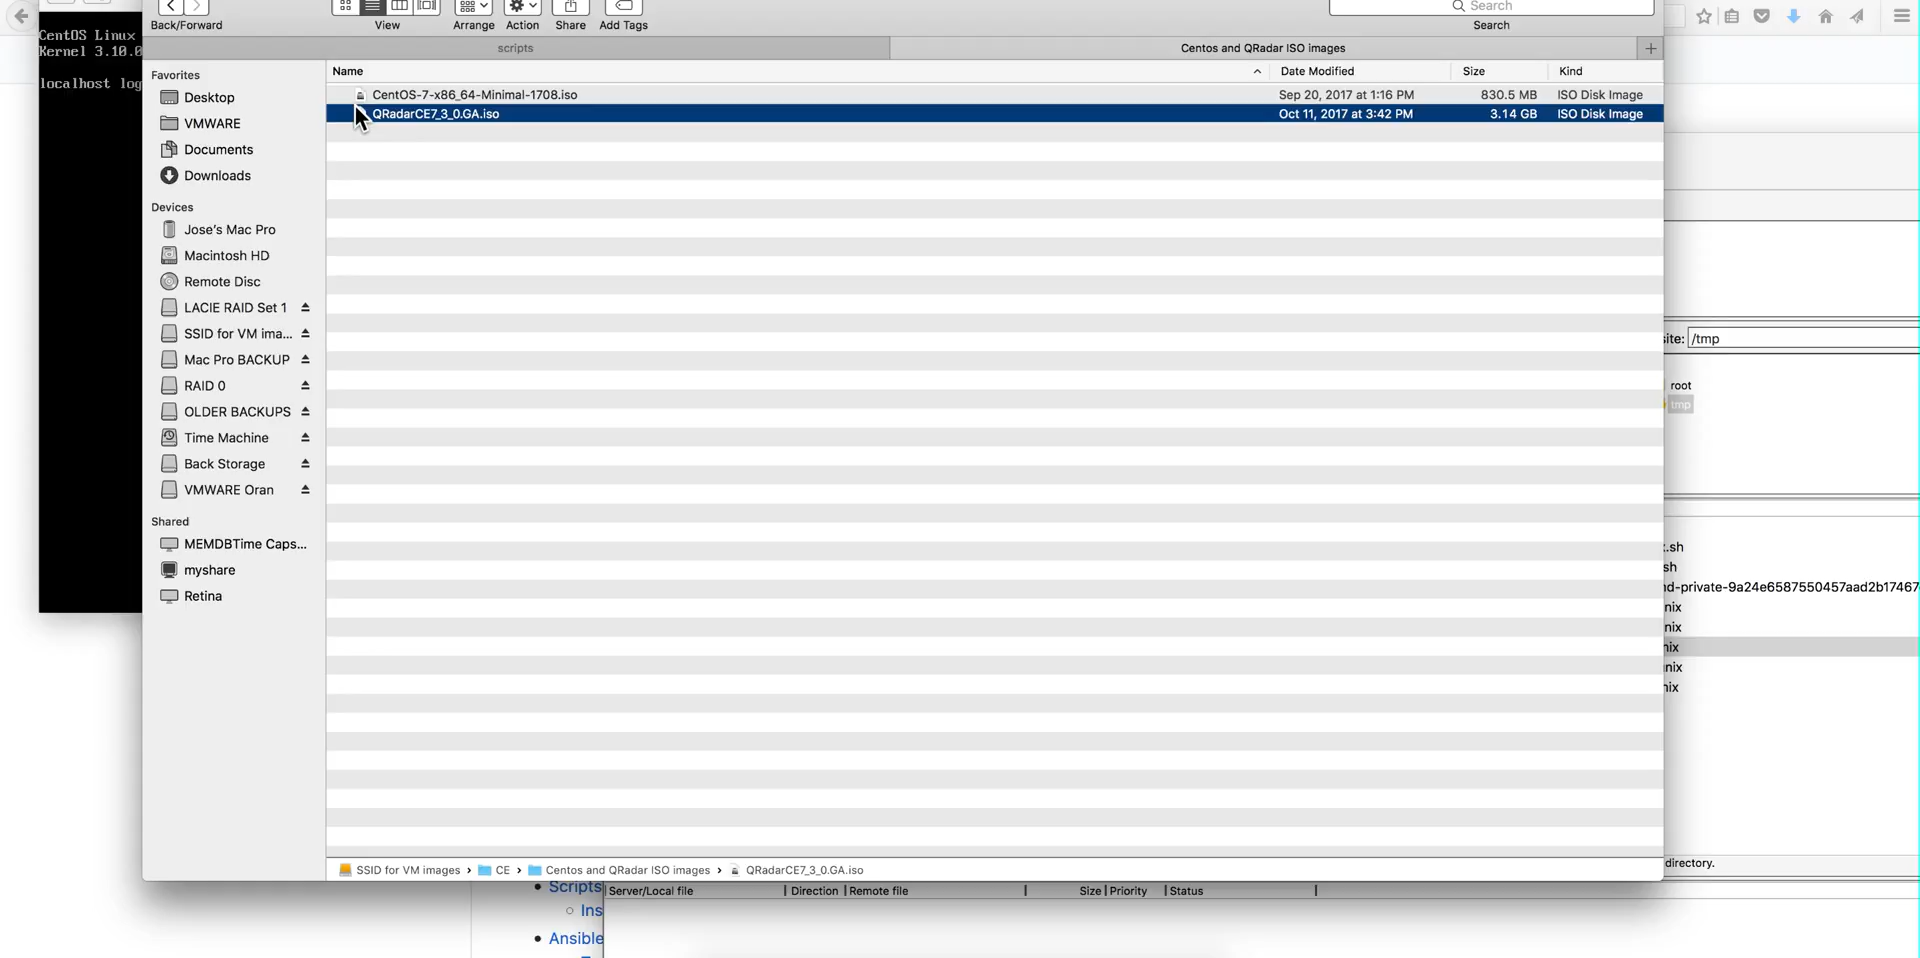 CentOS Linux
Kernel 3.10.0
localhost log
Back/Forward
View
Arrange
Action
Share
Add Tags
Search
Search
scripts
Centos and QRadar ISO images
Favorites
Desktop
VMWARE
Documents
Downloads
Devices
Jose's Mac Pro
Macintosh HD
Remote Disc
LACIE RAID Set 1
SSID for VM ima...
Mac Pro BACKUP
RAID 0
OLDER BACKUPS
Time Machine
Back Storage
VMWARE Oran
Shared
MEMDBTime Caps...
myshare
Retina
Name Date Modified Size Kind
CentOS-7-x86_64-Minimal-1708.iso Sep 20, 2017 at 1:16 PM 830.5 MB ISO Disk Image
QRadarCE7_3_0.GA.iso Oct 11, 2017 at 3:42 PM 3.14 GB ISO Disk Image
SSID for VM images › CE › Centos and QRadar ISO images › QRadarCE7_3_0.GA.iso
site: /tmp
root
tmp
t.sh
sh
nd-private-9a24e6587550457aad2b17467
nix
nix
nix
nix
nix
directory.
Scripts
Ins
Ansible
Server/Local file Direction Remote file Size Priority Status